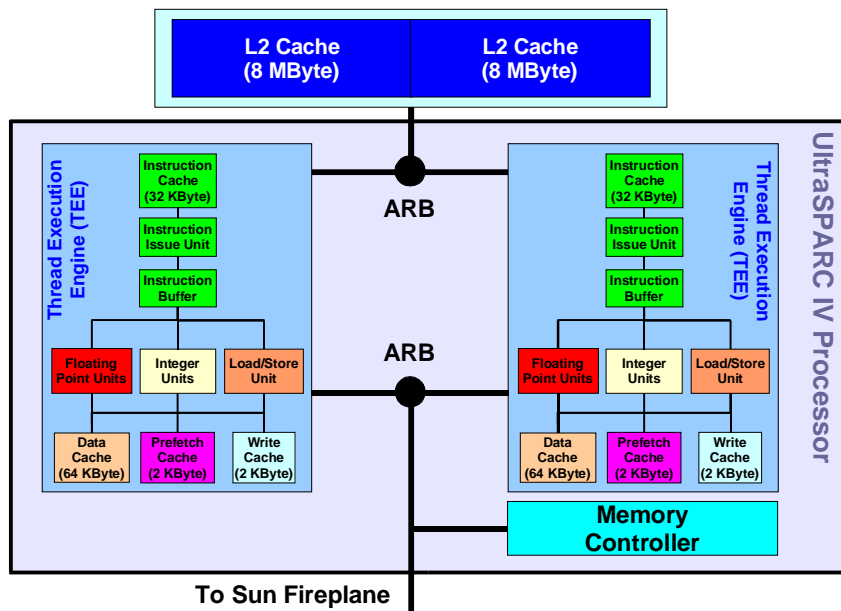 L2 Cache
(8 MByte)
L2 Cache
(8 MByte)
UltraSPARC IV Processor
Thread Execution
Engine (TEE)
Instruction
Cache
(32 KByte)
Instruction
Issue Unit
Instruction
Buffer
Floating
Point Units
Integer
Units
Load/Store
Unit
Data
Cache
(64 KByte)
Prefetch
Cache
(2 KByte)
Write
Cache
(2 KByte)
ARB
ARB
Thread Execution
Engine (TEE)
Instruction
Cache
(32 KByte)
Instruction
Issue Unit
Instruction
Buffer
Floating
Point Units
Integer
Units
Load/Store
Unit
Data
Cache
(64 KByte)
Prefetch
Cache
(2 KByte)
Write
Cache
(2 KByte)
Memory
Controller
To Sun Fireplane